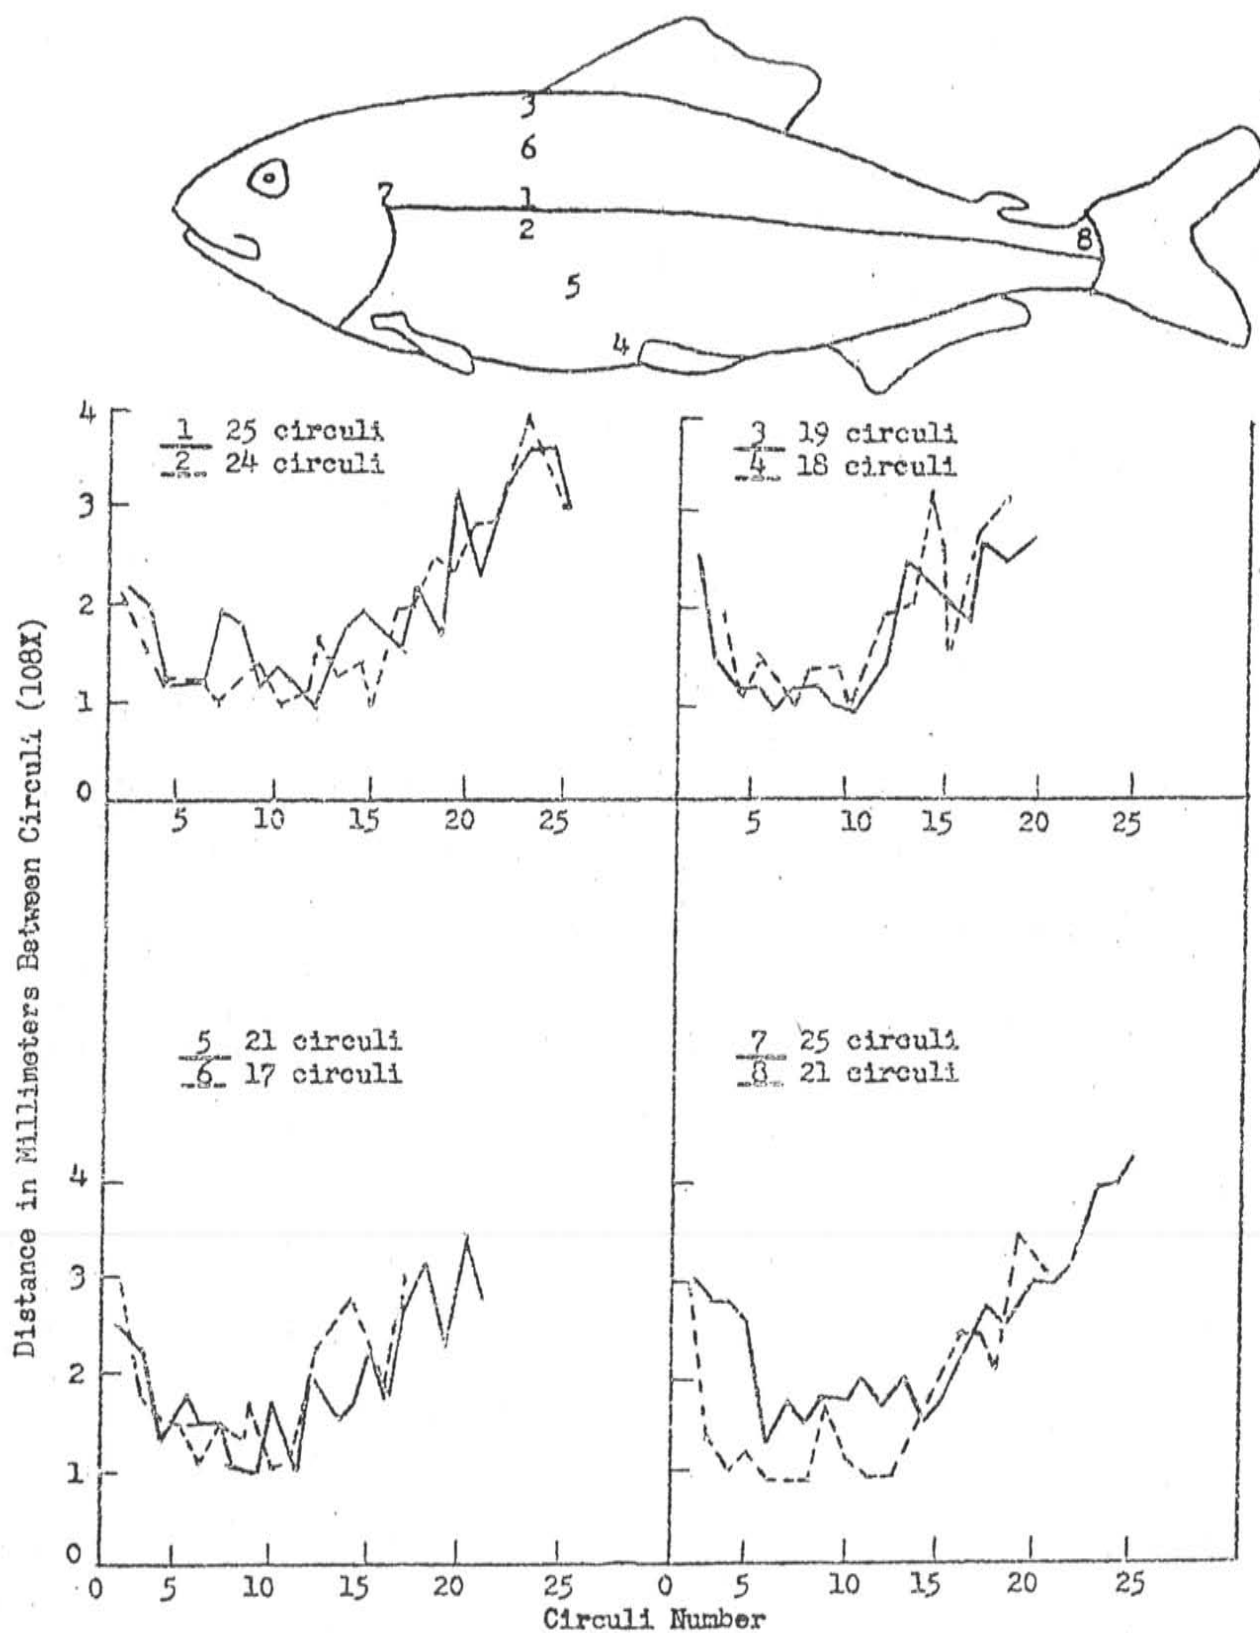 3
6
7 1
2
8
5
4
Distance in Millimeters Between Circuli (108X)
4
3
2
1
0
1 25 circuli
2 24 circuli
5 10 15 20 25
3 19 circuli
4 18 circuli
5 10 15 20 25
4
3
2
1
0
5 21 circuli
6 17 circuli
0 5 10 15 20 25
7 25 circuli
8 21 circuli
0 5 10 15 20 25
Circuli Number